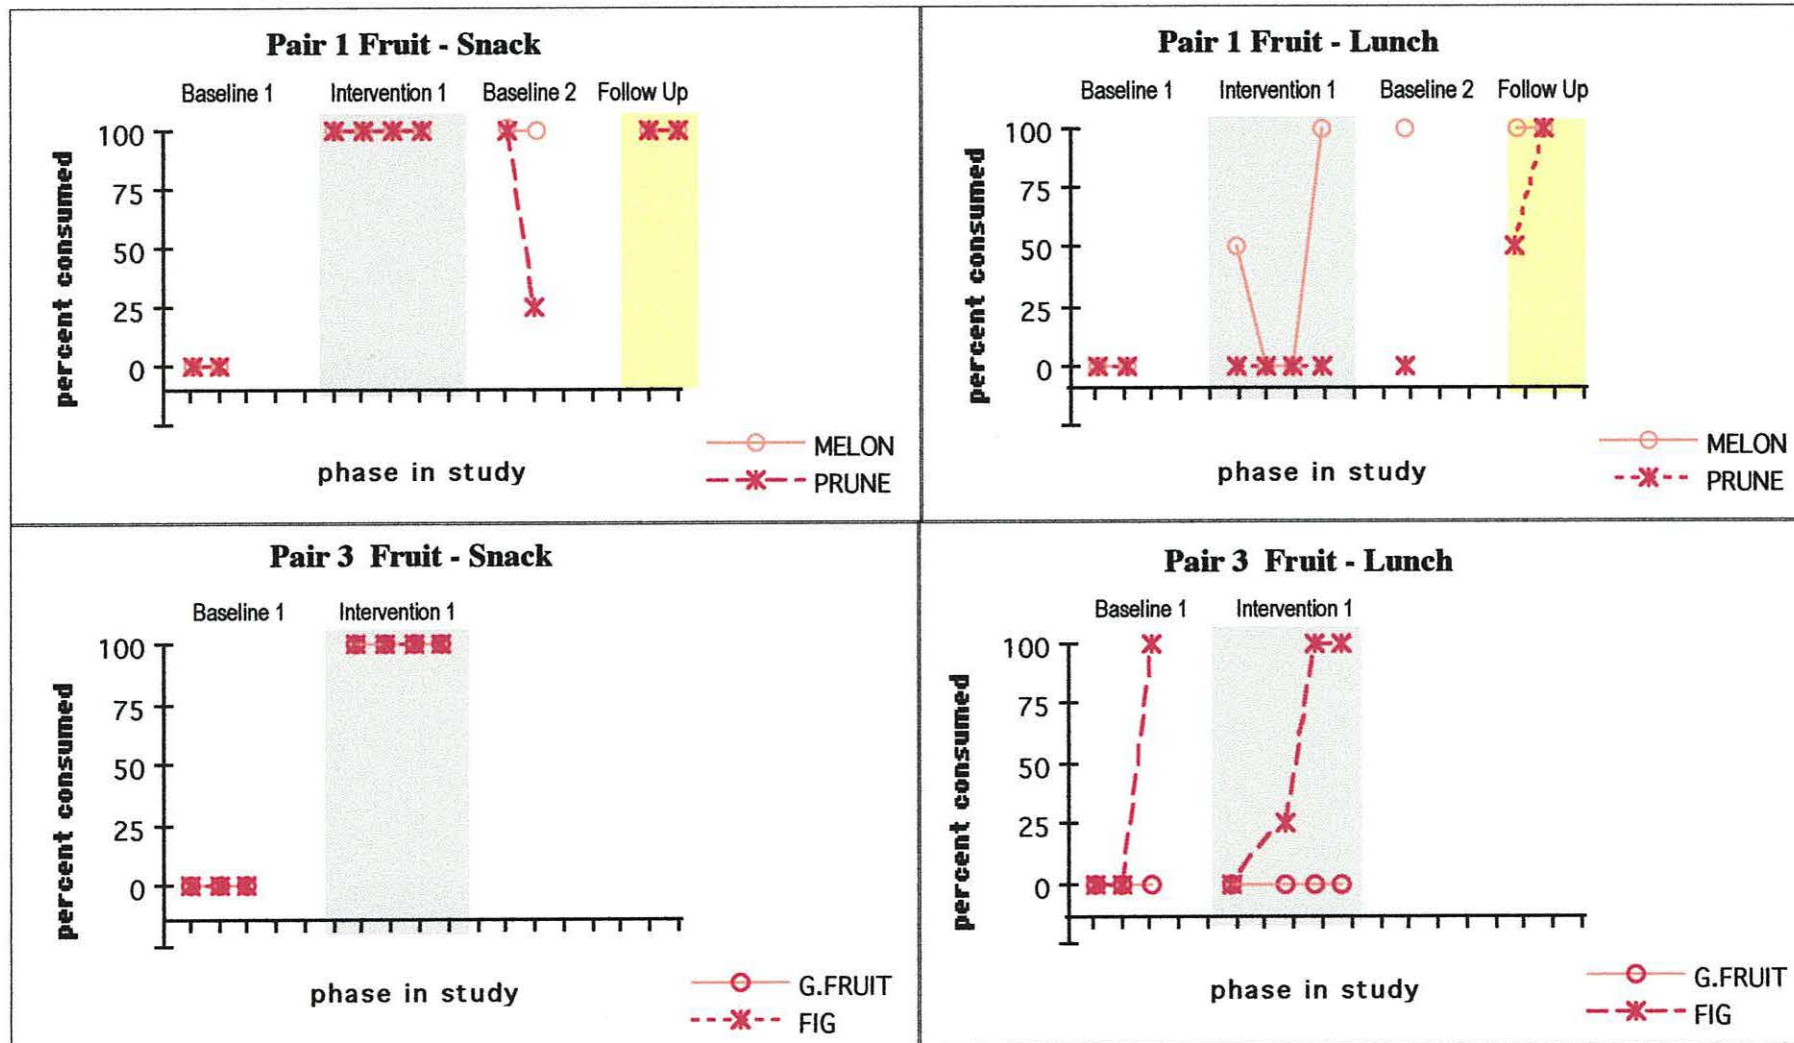 Pair 1 Fruit - Snack
Baseline 1 Intervention 1 Baseline 2 Follow Up
100
75
50
25
0
percent consumed
phase in study
MELON
PRUNE
Pair 1 Fruit - Lunch
Baseline 1 Intervention 1 Baseline 2 Follow Up
100
75
50
25
0
percent consumed
phase in study
MELON
PRUNE
Pair 3 Fruit - Snack
Baseline 1 Intervention 1
100
75
50
25
0
percent consumed
phase in study
G.FRUIT
FIG
Pair 3 Fruit - Lunch
Baseline 1 Intervention 1
100
75
50
25
0
percent consumed
phase in study
G.FRUIT
FIG